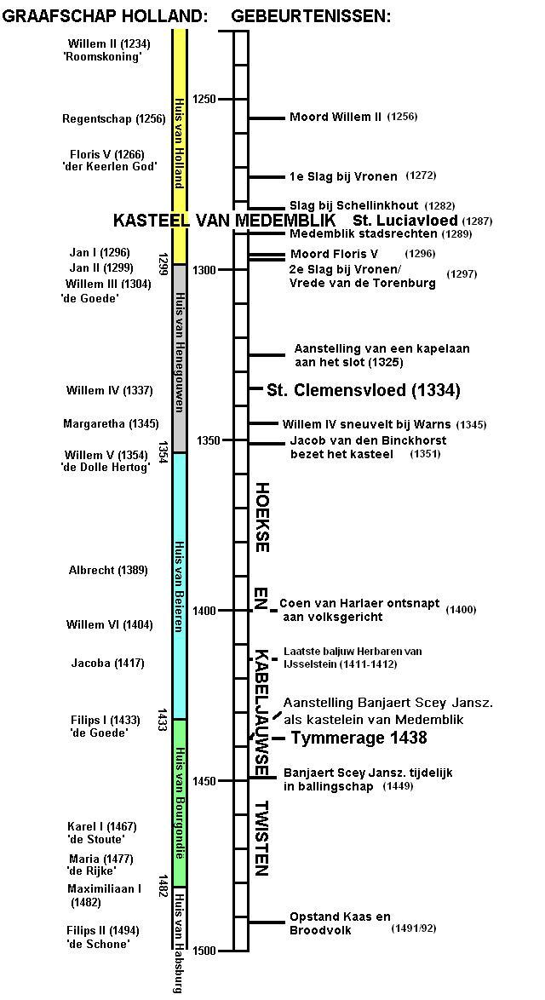 GRAAFSCHAP HOLLAND: GEBEURTENISSEN:
Willem II (1234)
'Roomskoning'
Regentschap (1256)
Floris V (1266)
'der Keerlen God'
KASTEEL VAN MEDEMBLIK St. Luciavloed (1287)
Jan I (1296)
Jan II (1299)
Willem III (1304)
'de Goede'
Willem IV (1337)
Margaretha (1345)
Willem V (1354)
'de Dolle Hertog'
Albrecht (1389)
Willem VI (1404)
Jacoba (1417)
Filips I (1433)
'de Goede'
Karel I (1467)
'de Stoute'
Maria (1477)
'de Rijke'
Maximiliaan I
(1482)
Filips II (1494)
'de Schone'
Huis van Holland
1299
Huis van Henegouwen
1354
Huis van Beieren
1433
Huis van Bourgondië
1482
Huis van Habsburg
1250
1300
1350
1400
1450
1500
Moord Willem II (1256)
1e Slag bij Vronen (1272)
Slag bij Schellinkhout (1282)
Medemblik stadsrechten (1289)
Moord Floris V (1296)
2e Slag bij Vronen/
Vrede van de Torenburg (1297)
Aanstelling van een kapelaan
aan het slot (1325)
St. Clemensvloed (1334)
Willem IV sneuvelt bij Warns (1345)
Jacob van den Binckhorst
bezet het kasteel (1351)
HOEKSE EN KABELJAUWSE TWISTEN
Coen van Harlaer ontsnapt
aan volksgericht (1400)
Laatste baljuw Herbaren van
IJsselstein (1411-1412)
Aanstelling Banjaert Scey Jansz.
als kastelein van Medemblik
Tymmerage 1438
Banjaert Scey Jansz. tijdelijk
in ballingschap (1449)
Opstand Kaas en
Broodvolk (1491/92)